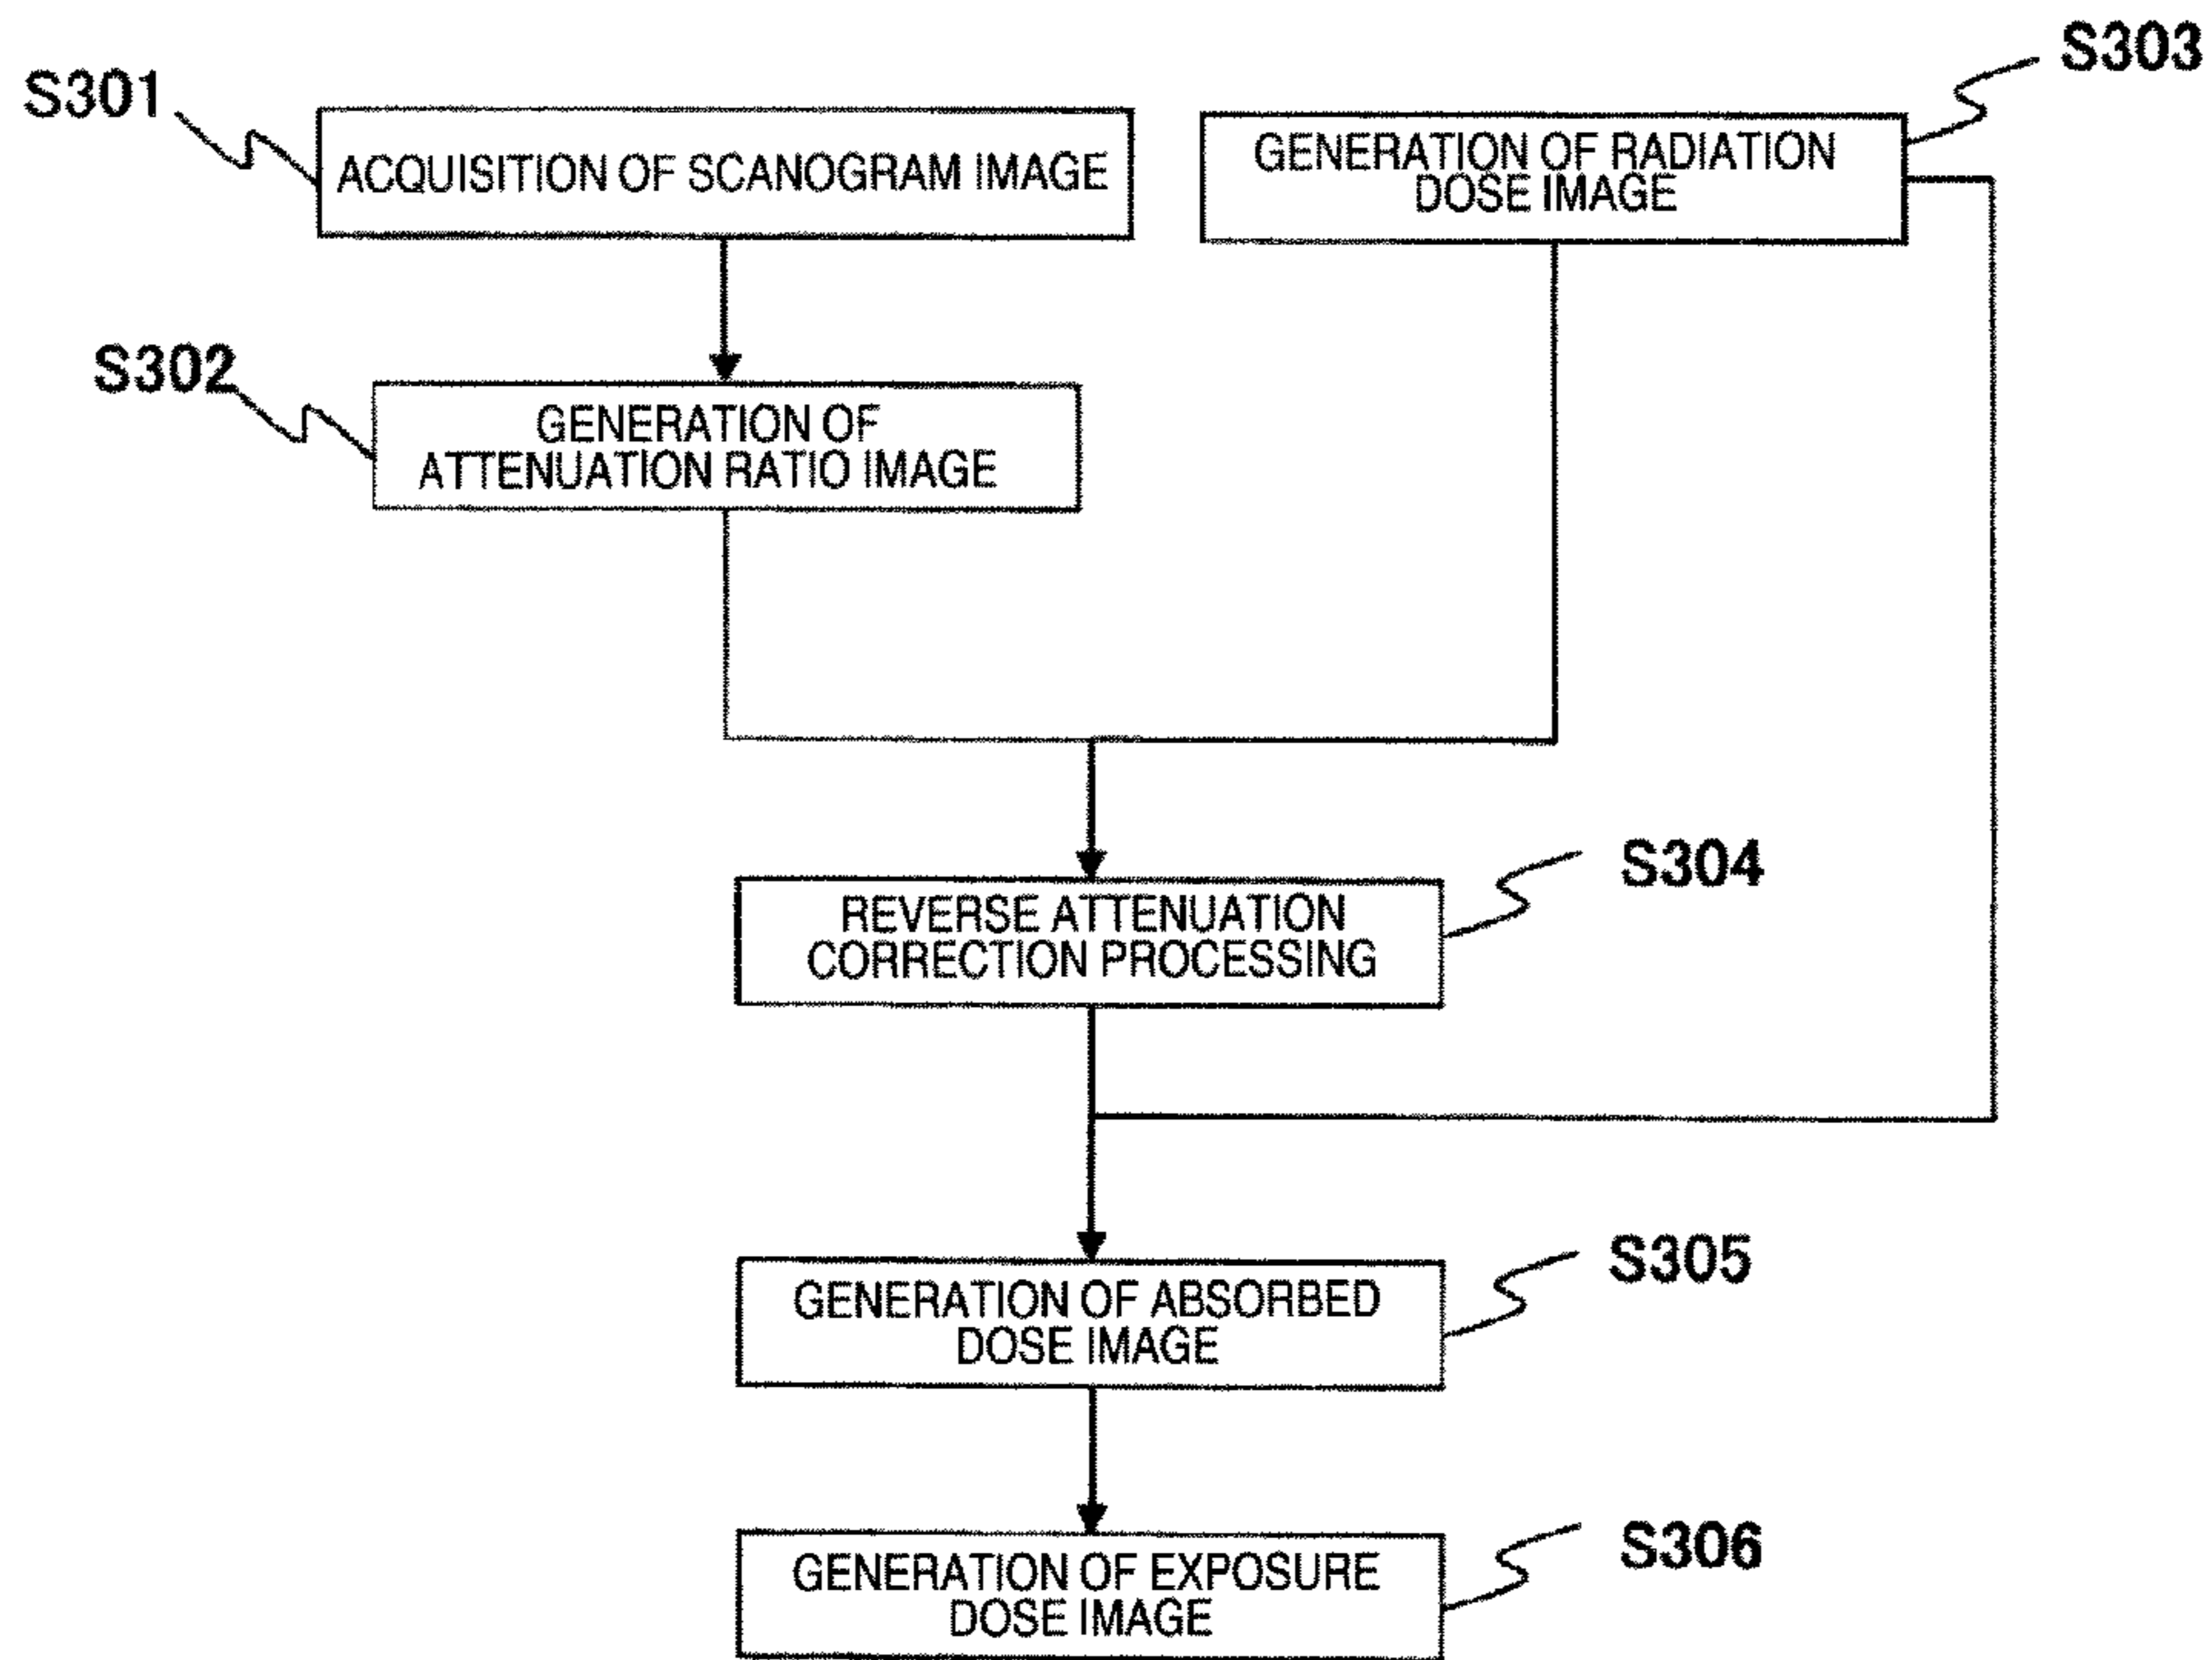 S301
ACQUISITION OF SCANOGRAM IMAGE
S303
GENERATION OF RADIATION
DOSE IMAGE
S302
GENERATION OF
ATTENUATION RATIO IMAGE
S304
REVERSE ATTENUATION
CORRECTION PROCESSING
S305
GENERATION OF ABSORBED
DOSE IMAGE
S306
GENERATION OF EXPOSURE
DOSE IMAGE